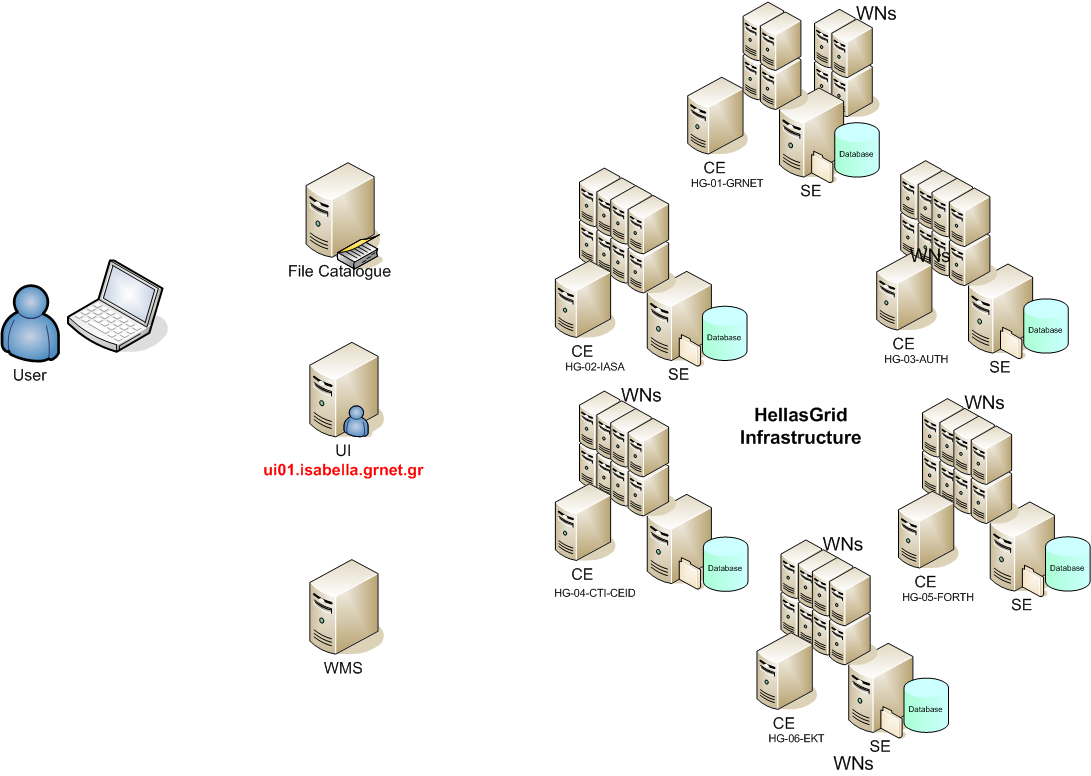 WNs
Database
CE
HG-01-GRNET
SE
File Catalogue
WNs
Database
CE
HG-02-IASA
SE
Database
CE
HG-03-AUTH
SE
User
WNs
HellasGrid
Infrastructure
WNs
UI
ui01.isabella.grnet.gr
Database
CE
HG-04-CTI-CEID
WNs
Database
CE
HG-05-FORTH
SE
WMS
Database
CE
HG-06-EKT
SE
WNs